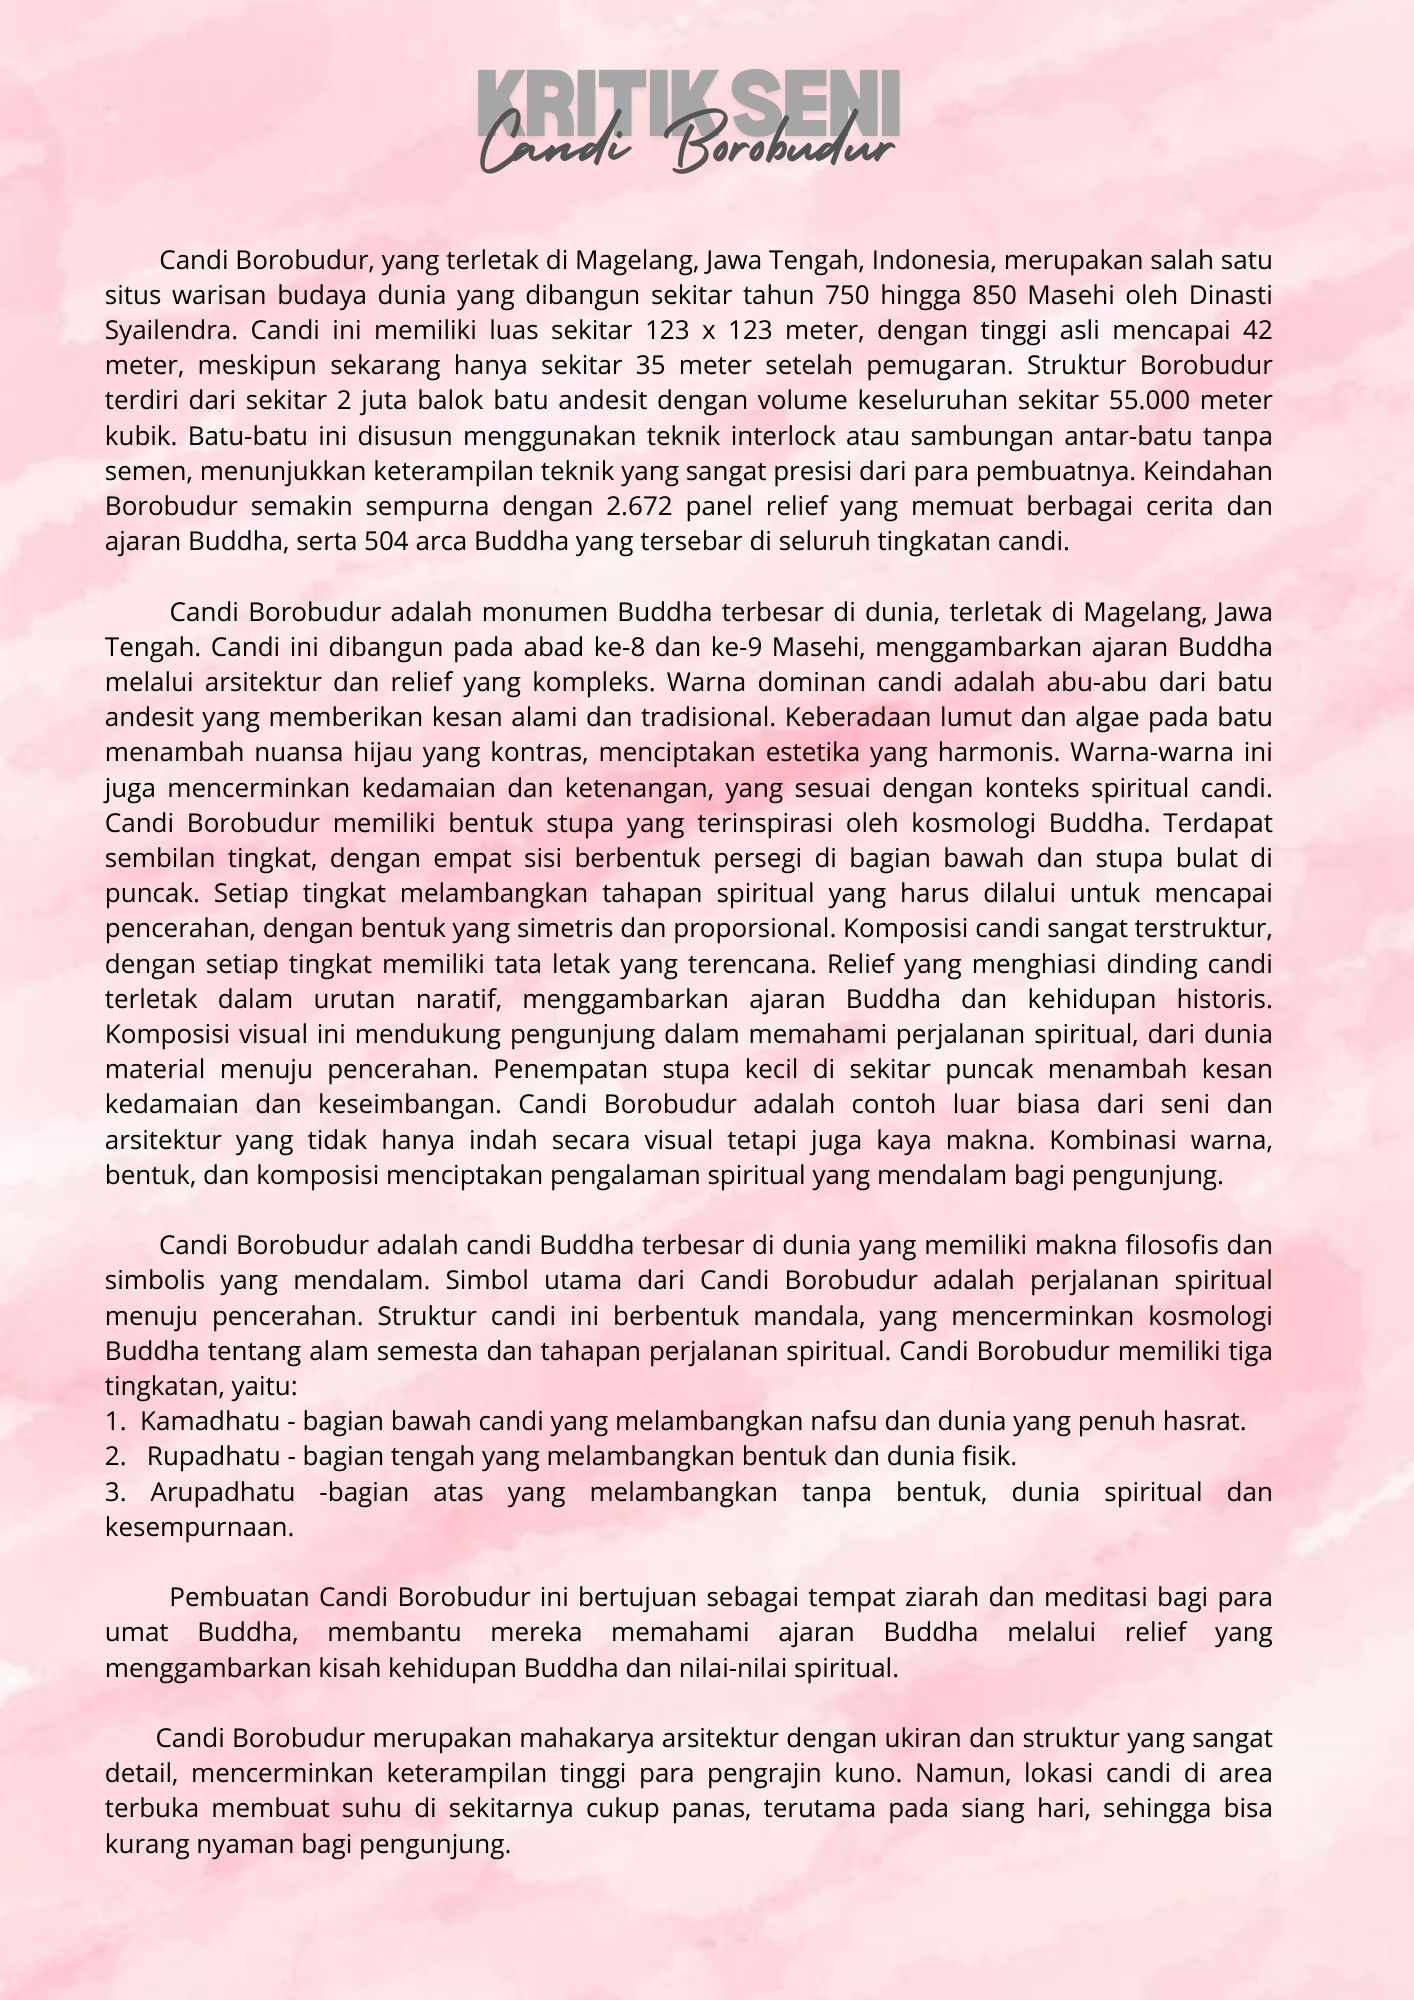 KRITIK SENI
Candi Borobudur
Candi Borobudur, yang terletak di Magelang, Jawa Tengah, Indonesia, merupakan salah satu
situs warisan budaya dunia yang dibangun sekitar tahun 750 hingga 850 Masehi oleh Dinasti
Syailendra. Candi ini memiliki luas sekitar 123 x 123 meter, dengan tinggi asli mencapai 42
meter, meskipun sekarang hanya sekitar 35 meter setelah pemugaran. Struktur Borobudur
terdiri dari sekitar 2 juta balok batu andesit dengan volume keseluruhan sekitar 55.000 meter
kubik. Batu-batu ini disusun menggunakan teknik interlock atau sambungan antar-batu tanpa
semen, menunjukkan keterampilan teknik yang sangat presisi dari para pembuatnya. Keindahan
Borobudur semakin sempurna dengan 2.672 panel relief yang memuat berbagai cerita dan
ajaran Buddha, serta 504 arca Buddha yang tersebar di seluruh tingkatan candi.
Candi Borobudur adalah monumen Buddha terbesar di dunia, terletak di Magelang, Jawa
Tengah. Candi ini dibangun pada abad ke-8 dan ke-9 Masehi, menggambarkan ajaran Buddha
melalui arsitektur dan relief yang kompleks. Warna dominan candi adalah abu-abu dari batu
andesit yang memberikan kesan alami dan tradisional. Keberadaan lumut dan algae pada batu
menambah nuansa hijau yang kontras, menciptakan estetika yang harmonis. Warna-warna ini
juga mencerminkan kedamaian dan ketenangan, yang sesuai dengan konteks spiritual candi.
Candi Borobudur memiliki bentuk stupa yang terinspirasi oleh kosmologi Buddha. Terdapat
sembilan tingkat, dengan empat sisi berbentuk persegi di bagian bawah dan stupa bulat di
puncak. Setiap tingkat melambangkan tahapan spiritual yang harus dilalui untuk mencapai
pencerahan, dengan bentuk yang simetris dan proporsional. Komposisi candi sangat terstruktur,
dengan setiap tingkat memiliki tata letak yang terencana. Relief yang menghiasi dinding candi
terletak dalam urutan naratif, menggambarkan ajaran Buddha dan kehidupan historis.
Komposisi visual ini mendukung pengunjung dalam memahami perjalanan spiritual, dari dunia
material menuju pencerahan. Penempatan stupa kecil di sekitar puncak menambah kesan
kedamaian dan keseimbangan. Candi Borobudur adalah contoh luar biasa dari seni dan
arsitektur yang tidak hanya indah secara visual tetapi juga kaya makna. Kombinasi warna,
bentuk, dan komposisi menciptakan pengalaman spiritual yang mendalam bagi pengunjung.
Candi Borobudur adalah candi Buddha terbesar di dunia yang memiliki makna filosofis dan
simbolis yang mendalam. Simbol utama dari Candi Borobudur adalah perjalanan spiritual
menuju pencerahan. Struktur candi ini berbentuk mandala, yang mencerminkan kosmologi
Buddha tentang alam semesta dan tahapan perjalanan spiritual. Candi Borobudur memiliki tiga
tingkatan, yaitu:
1. Kamadhatu - bagian bawah candi yang melambangkan nafsu dan dunia yang penuh hasrat.
2. Rupadhatu - bagian tengah yang melambangkan bentuk dan dunia fisik.
3. Arupadhatu -bagian atas yang melambangkan tanpa bentuk, dunia spiritual dan
kesempurnaan.
Pembuatan Candi Borobudur ini bertujuan sebagai tempat ziarah dan meditasi bagi para
umat Buddha, membantu mereka memahami ajaran Buddha melalui relief yang
menggambarkan kisah kehidupan Buddha dan nilai-nilai spiritual.
Candi Borobudur merupakan mahakarya arsitektur dengan ukiran dan struktur yang sangat
detail, mencerminkan keterampilan tinggi para pengrajin kuno. Namun, lokasi candi di area
terbuka membuat suhu di sekitarnya cukup panas, terutama pada siang hari, sehingga bisa
kurang nyaman bagi pengunjung.